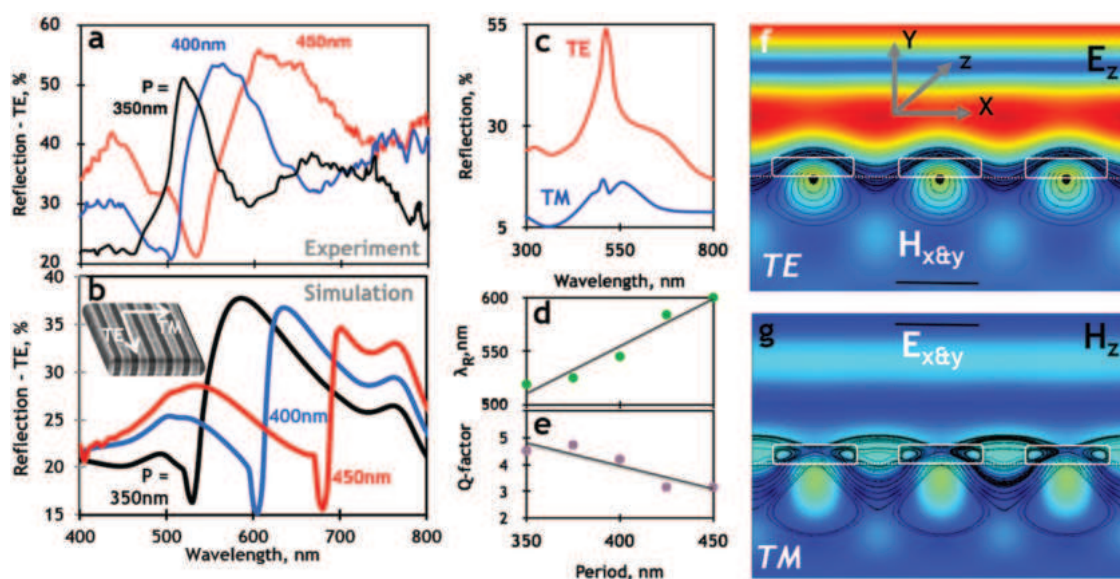 a
60
50
40
30
20
Reflection - TE, %
P =
350nm
400nm
450nm
Experiment
b
40
35
30
25
20
15
Reflection - TE, %
Simulation
TE
TM
P =
350nm
400nm
450nm
400 500 600 700 800
Wavelength, nm
c
55
30
5
Reflection, %
TE
TM
300 550 800
Wavelength, nm
d
600
550
500
λR, nm
e
5
4
3
2
Q-factor
350 400 450
Period, nm
f
Y
Z
X
Ez
Hx&y
TE
g
Ex&y
Hz
TM